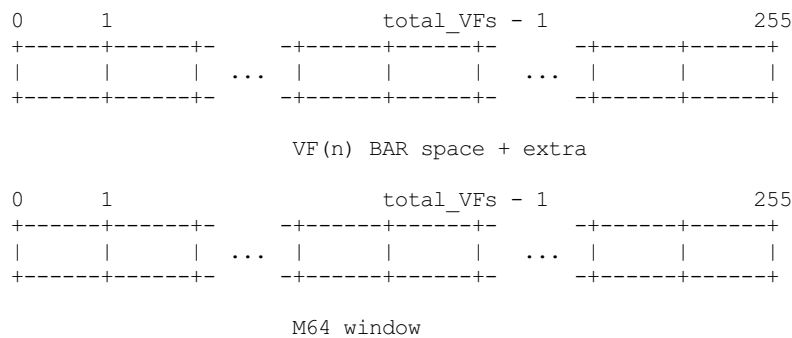 0      1                     total_VFs - 1                255
+------+------+-     -+------+------+-      -+------+------+
|      |      |  ...  |      |      |   ...  |      |      |
+------+------+-     -+------+------+-      -+------+------+
VF(n) BAR space + extra
0      1                     total_VFs - 1                255
+------+------+-     -+------+------+-      -+------+------+
|      |      |  ...  |      |      |   ...  |      |      |
+------+------+-     -+------+------+-      -+------+------+
M64 window